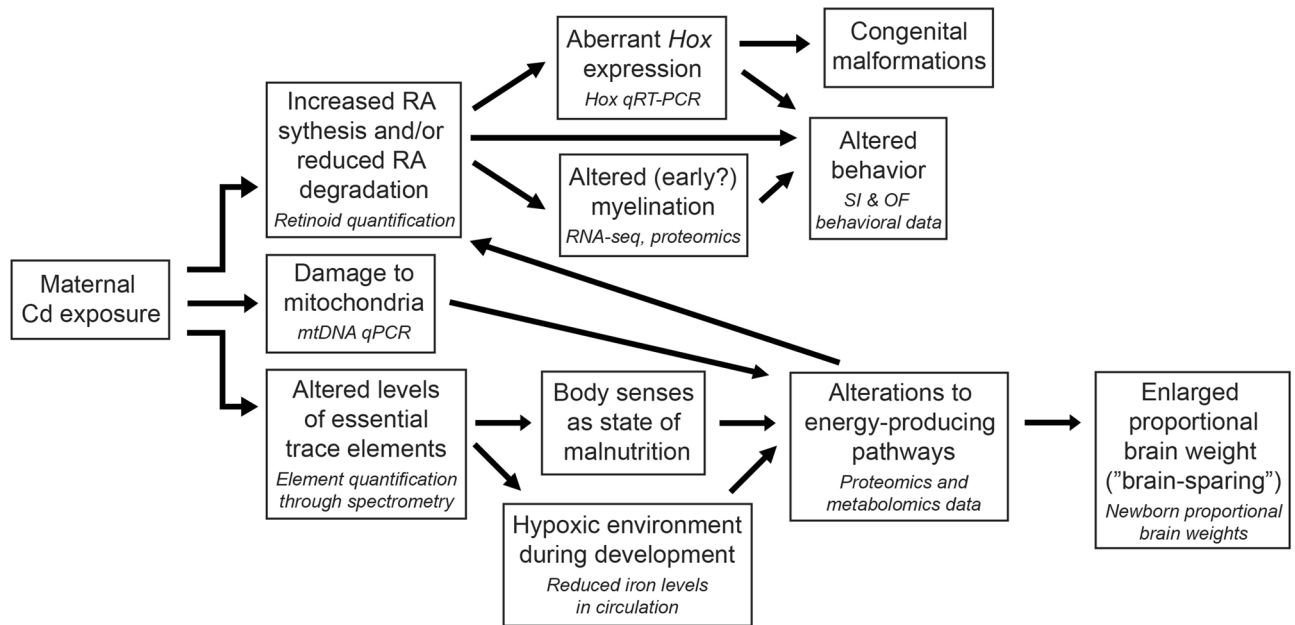 Maternal
Cd exposure
Increased RA
sythesis and/or
reduced RA
degradation
Retinoid quantification
Damage to
mitochondria
mtDNA qPCR
Altered levels
of essential
trace elements
Element quantification
through spectrometry
Aberrant Hox
expression
Hox qRT-PCR
Altered (early?)
myelination
RNA-seq, proteomics
Congenital
malformations
Altered
behavior
SI & OF
behavioral data
Body senses
as state of
malnutrition
Hypoxic environment
during development
Reduced iron levels
in circulation
Alterations to
energy-producing
pathways
Proteomics and
metabolomics data
Enlarged
proportional
brain weight
("brain-sparing")
Newborn proportional
brain weights